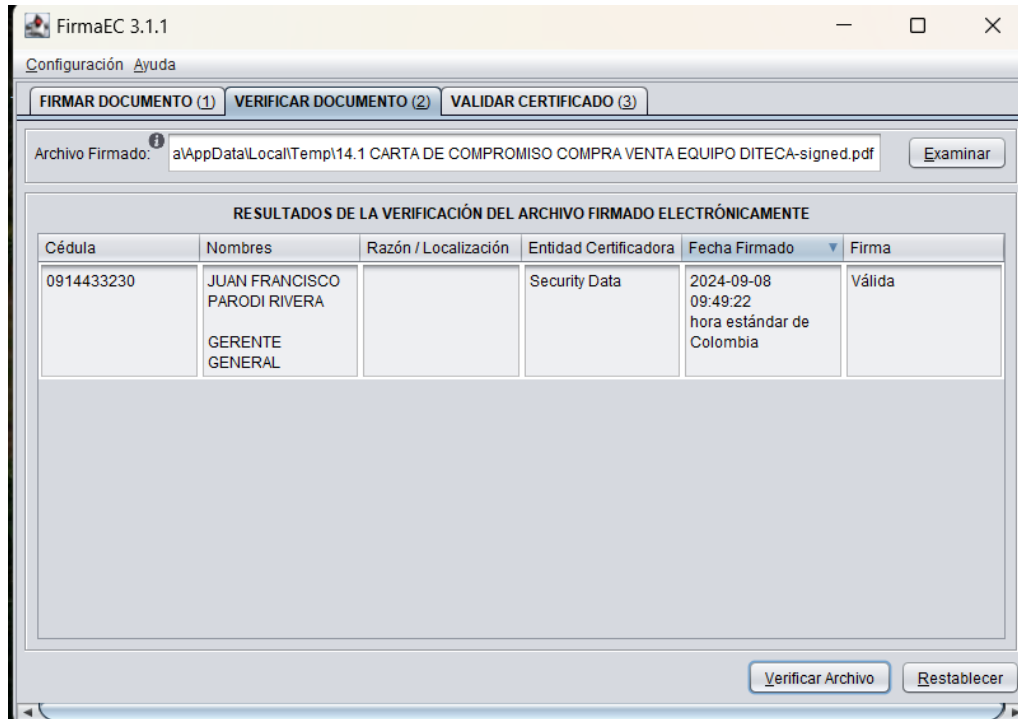 FirmaEC 3.1.1
Configuración Ayuda
FIRMAR DOCUMENTO (1) VERIFICAR DOCUMENTO (2) VALIDAR CERTIFICADO (3)
Archivo Firmado: a\AppData\Local\Temp\14.1 CARTA DE COMPROMISO COMPRA VENTA EQUIPO DITECA-signed.pdf Examinar
RESULTADOS DE LA VERIFICACIÓN DEL ARCHIVO FIRMADO ELECTRÓNICAMENTE
Cédula Nombres Razón / Localización Entidad Certificadora Fecha Firmado Firma
0914433230 JUAN FRANCISCO Security Data 2024-09-08 Válida
PARODI RIVERA 09:49:22
hora estándar de
GERENTE Colombia
GENERAL
Verificar Archivo Restablecer